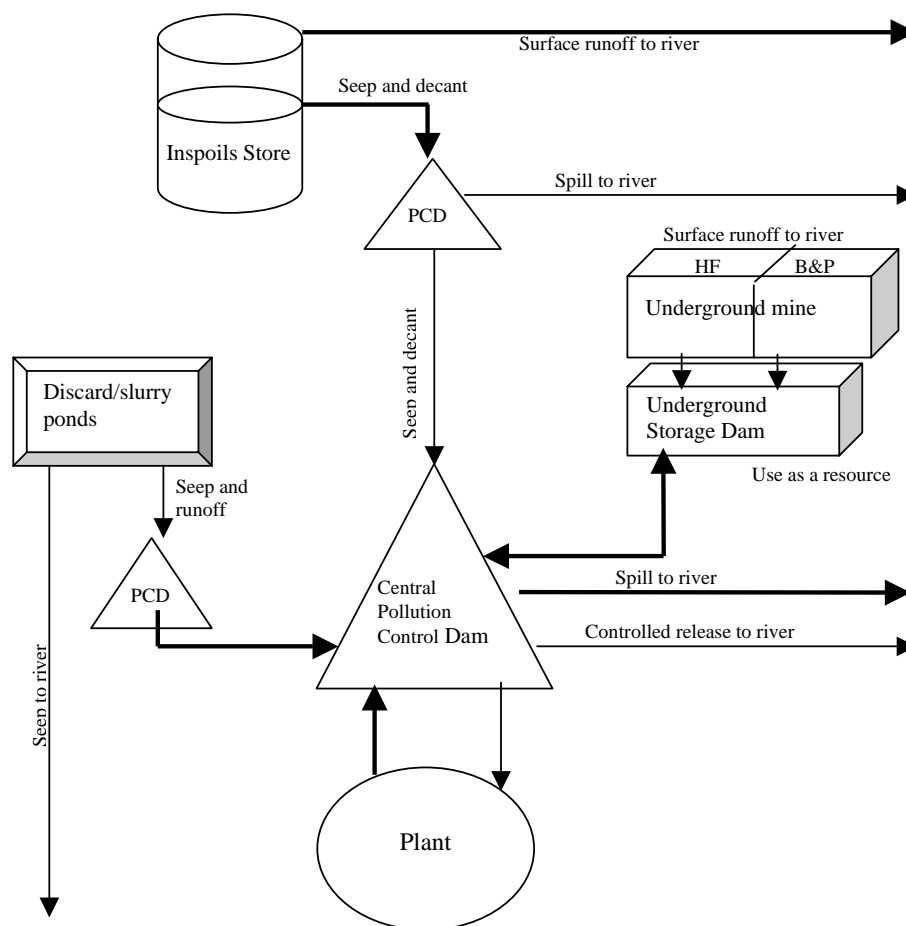 Surface runoff to river
Seep and decant
Inspoils Store
Spill to river
PCD
Surface runoff to river
HF
B&P
Underground mine
Seep and decant
Discard/slurry
ponds
Underground
Storage Dam
Use as a resource
Seep and
runoff
PCD
Central
Pollution
Control Dam
Spill to river
Controlled release to river
Seep to river
Plant